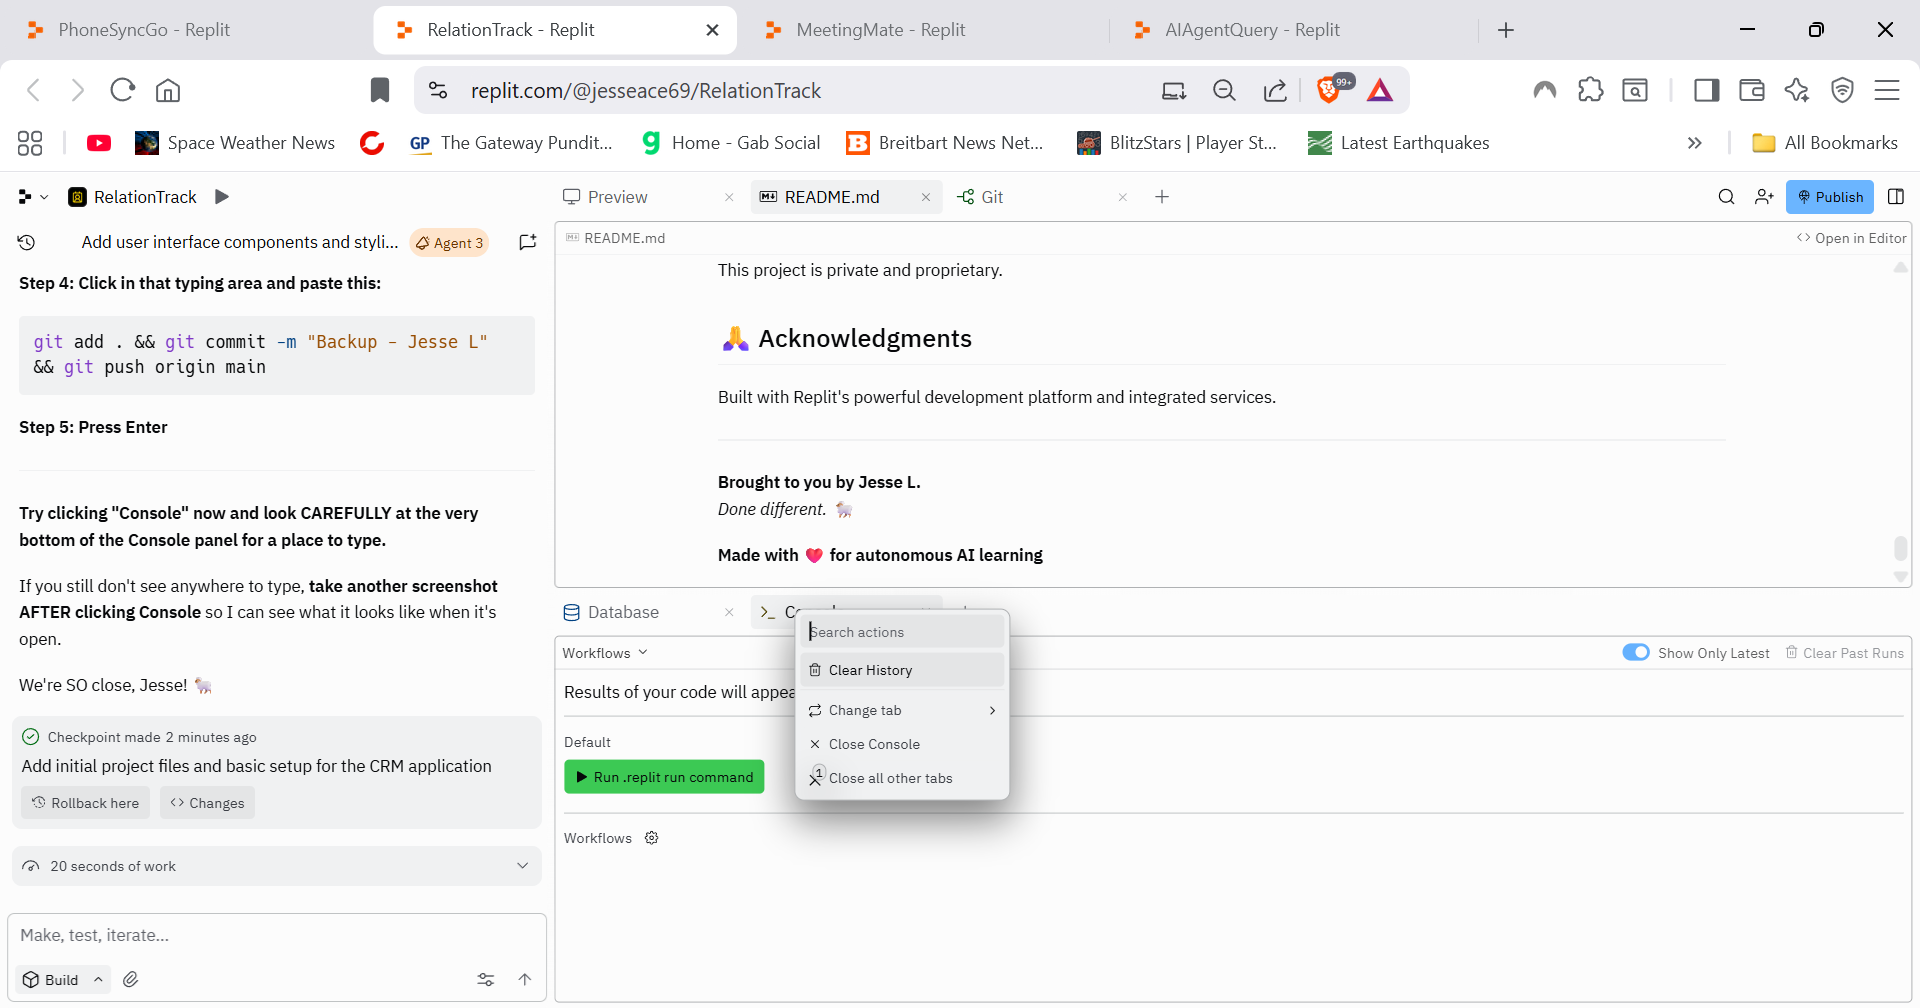 PhoneSyncGo - Replit
RelationTrack - Replit
MeetingMate - Replit
AIAgentQuery - Replit
replit.com/@jesseace69/RelationTrack
99+
Space Weather News
GP The Gateway Pundit...
Home - Gab Social
Breitbart News Net...
BlitzStars | Player St...
Latest Earthquakes
All Bookmarks
RelationTrack
Preview
README.md
Git
Publish
Add user interface components and styli...
Agent 3
Step 4: Click in that typing area and paste this:
git add . && git commit -m "Backup - Jesse L"
&& git push origin main
Step 5: Press Enter
Try clicking "Console" now and look CAREFULLY at the very
bottom of the Console panel for a place to type.
If you still don't see anywhere to type, take another screenshot
AFTER clicking Console so I can see what it looks like when it's
open.
We're SO close, Jesse! 🐐
Checkpoint made 2 minutes ago
Add initial project files and basic setup for the CRM application
Rollback here
<> Changes
20 seconds of work
Make, test, iterate...
Build
README.md
<> Open in Editor
This project is private and proprietary.
🙏 Acknowledgments
Built with Replit's powerful development platform and integrated services.
Brought to you by Jesse L.
Done different. 🐐
Made with ❤️ for autonomous AI learning
Database
Workflows
Show Only Latest
Clear Past Runs
Results of your code will
Default
Run .replit run command
Workflows
Search actions
Clear History
Change tab
Close Console
1
Close all other tabs